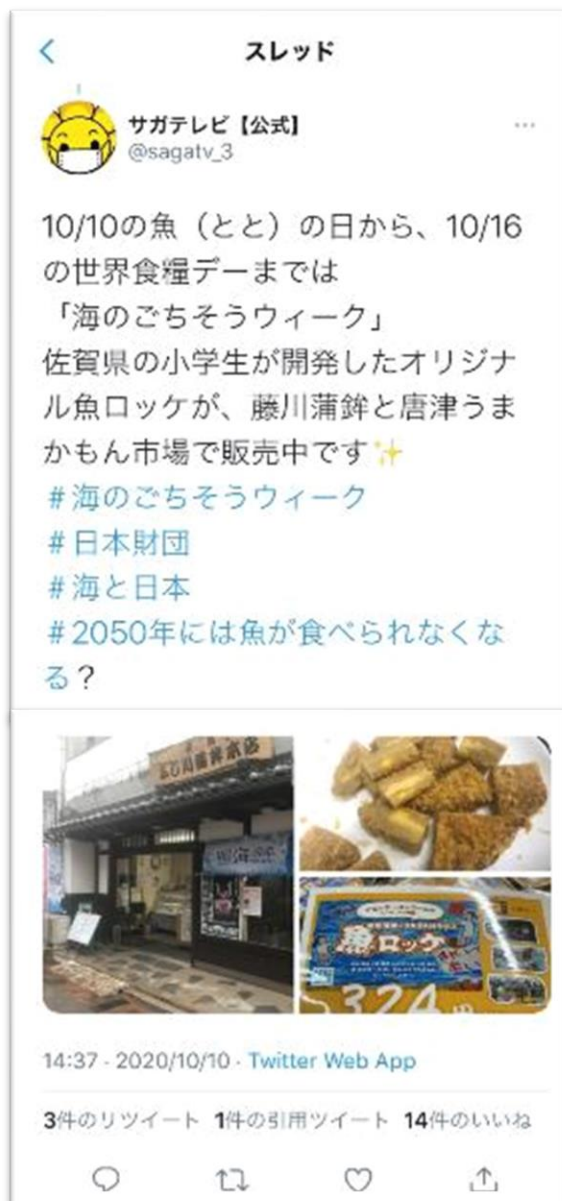 スレッド
サガテレビ【公式】
@sagatv_3
10/10の魚（とと）の日から、10/16
の世界食糧デーまでは
「海のごちそうウィーク」
佐賀県の小学生が開発したオリジナ
ル魚ロッケが、藤川蒲鉾と唐津うま
かもん市場で販売中です✨
#海のごちそうウィーク
#日本財団
#海と日本
#2050年には魚が食べられなくな
る？
魚ロッケ
324
14:37 · 2020/10/10 · Twitter Web App
3件のリツイート 1件の引用ツイート 14件のいいね